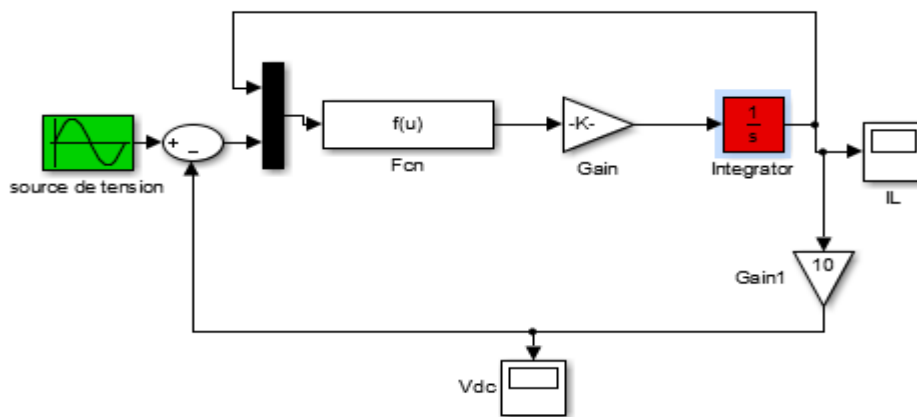 +
−
source de tension
f(u)
Fcn
-K-
Gain
1
s
Integrator
IL
10
Gain1
Vdc